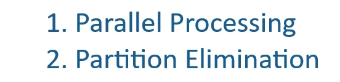 1. Parallel Processing
2. Partition Elimination